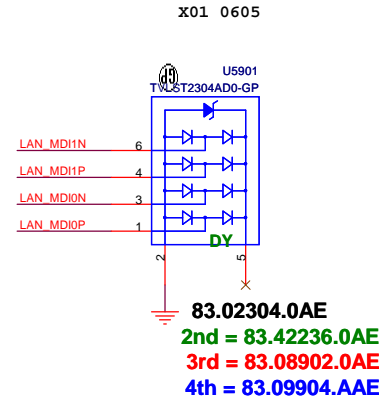 X01 0605
U5901
TVLST2304AD0-GP
LAN_MDI1N 6
LAN_MDI1P 4
LAN_MDI0N 3
LAN_MDI0P 1
DY
2 5
83.02304.0AE
2nd = 83.42236.0AE
3rd = 83.08902.0AE
4th = 83.09904.AAE